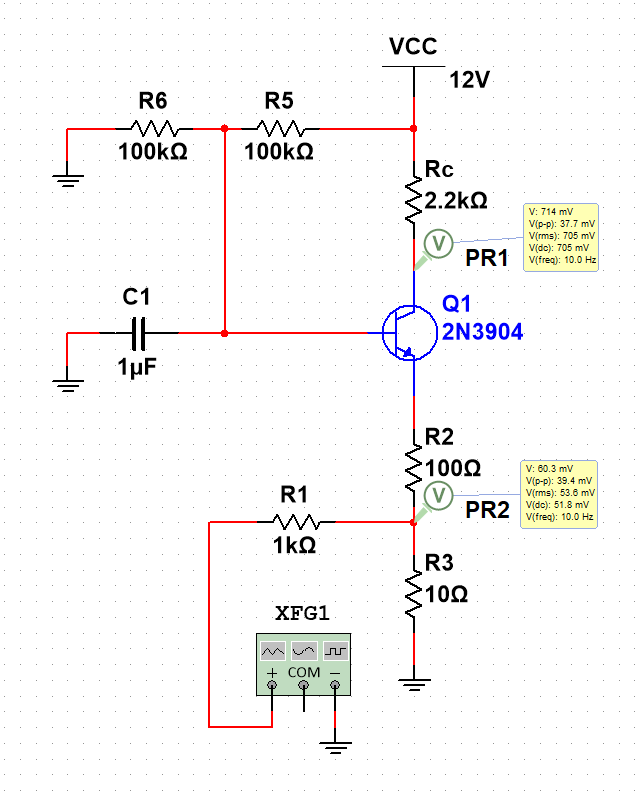 VCC
12V
R6
R5
100kΩ
100kΩ
Rc
2.2kΩ
V
PR1
V: 714 mV
V(p-p): 37.7 mV
V(rms): 705 mV
V(dc): 705 mV
V(freq): 10.0 Hz
C1
1µF
Q1
2N3904
R2
100Ω
V
PR2
V: 60.3 mV
V(p-p): 39.4 mV
V(rms): 53.6 mV
V(dc): 51.8 mV
V(freq): 10.0 Hz
R1
1kΩ
R3
10Ω
XFG1
+ COM −